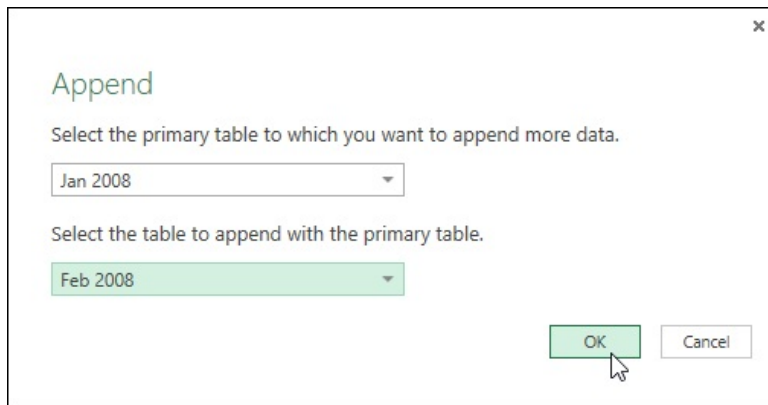 Append
Select the primary table to which you want to append more data.
Jan 2008
Select the table to append with the primary table.
Feb 2008
OK Cancel